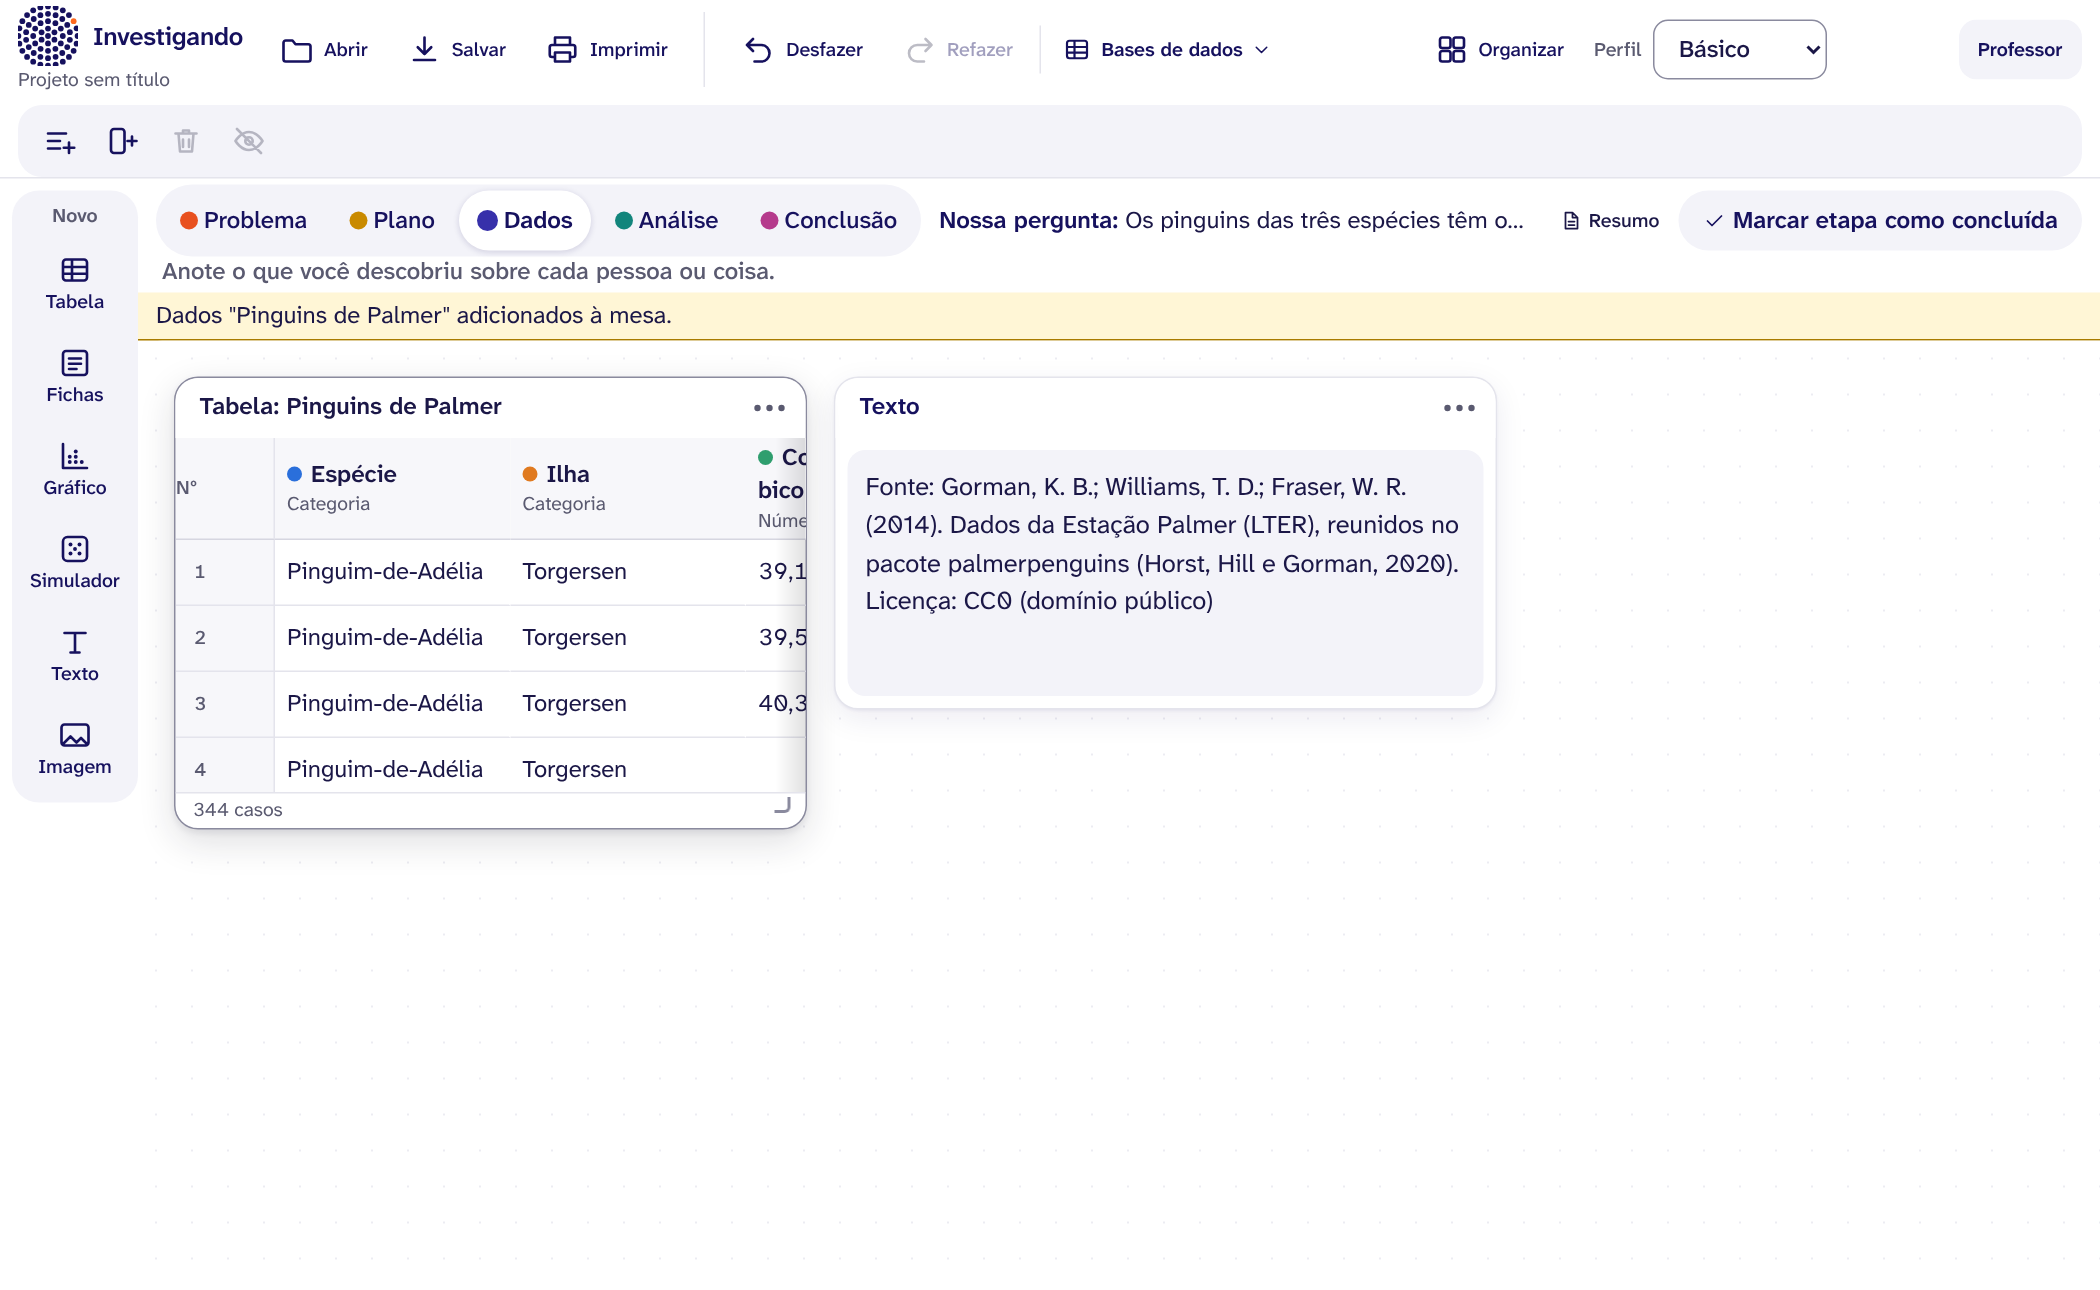 Investigando
Projeto sem título
Abrir
Salvar
Imprimir
Desfazer
Refazer
Bases de dados
Organizar
Perfil
Básico
Professor
Novo
Tabela
Fichas
Gráfico
Simulador
Texto
Imagem
Problema
Plano
Dados
Análise
Conclusão
Nossa pergunta: Os pinguins das três espécies têm o...
Resumo
Marcar etapa como concluída
Anote o que você descobriu sobre cada pessoa ou coisa.
Dados "Pinguins de Palmer" adicionados à mesa.
Tabela: Pinguins de Palmer
N° Espécie Ilha Co
bico
Categoria Categoria Núme
1 Pinguim-de-Adélia Torgersen 39,1
2 Pinguim-de-Adélia Torgersen 39,5
3 Pinguim-de-Adélia Torgersen 40,3
4 Pinguim-de-Adélia Torgersen
344 casos
Texto
Fonte: Gorman, K. B.; Williams, T. D.; Fraser, W. R.
(2014). Dados da Estação Palmer (LTER), reunidos no
pacote palmerpenguins (Horst, Hill e Gorman, 2020).
Licença: CC0 (domínio público)